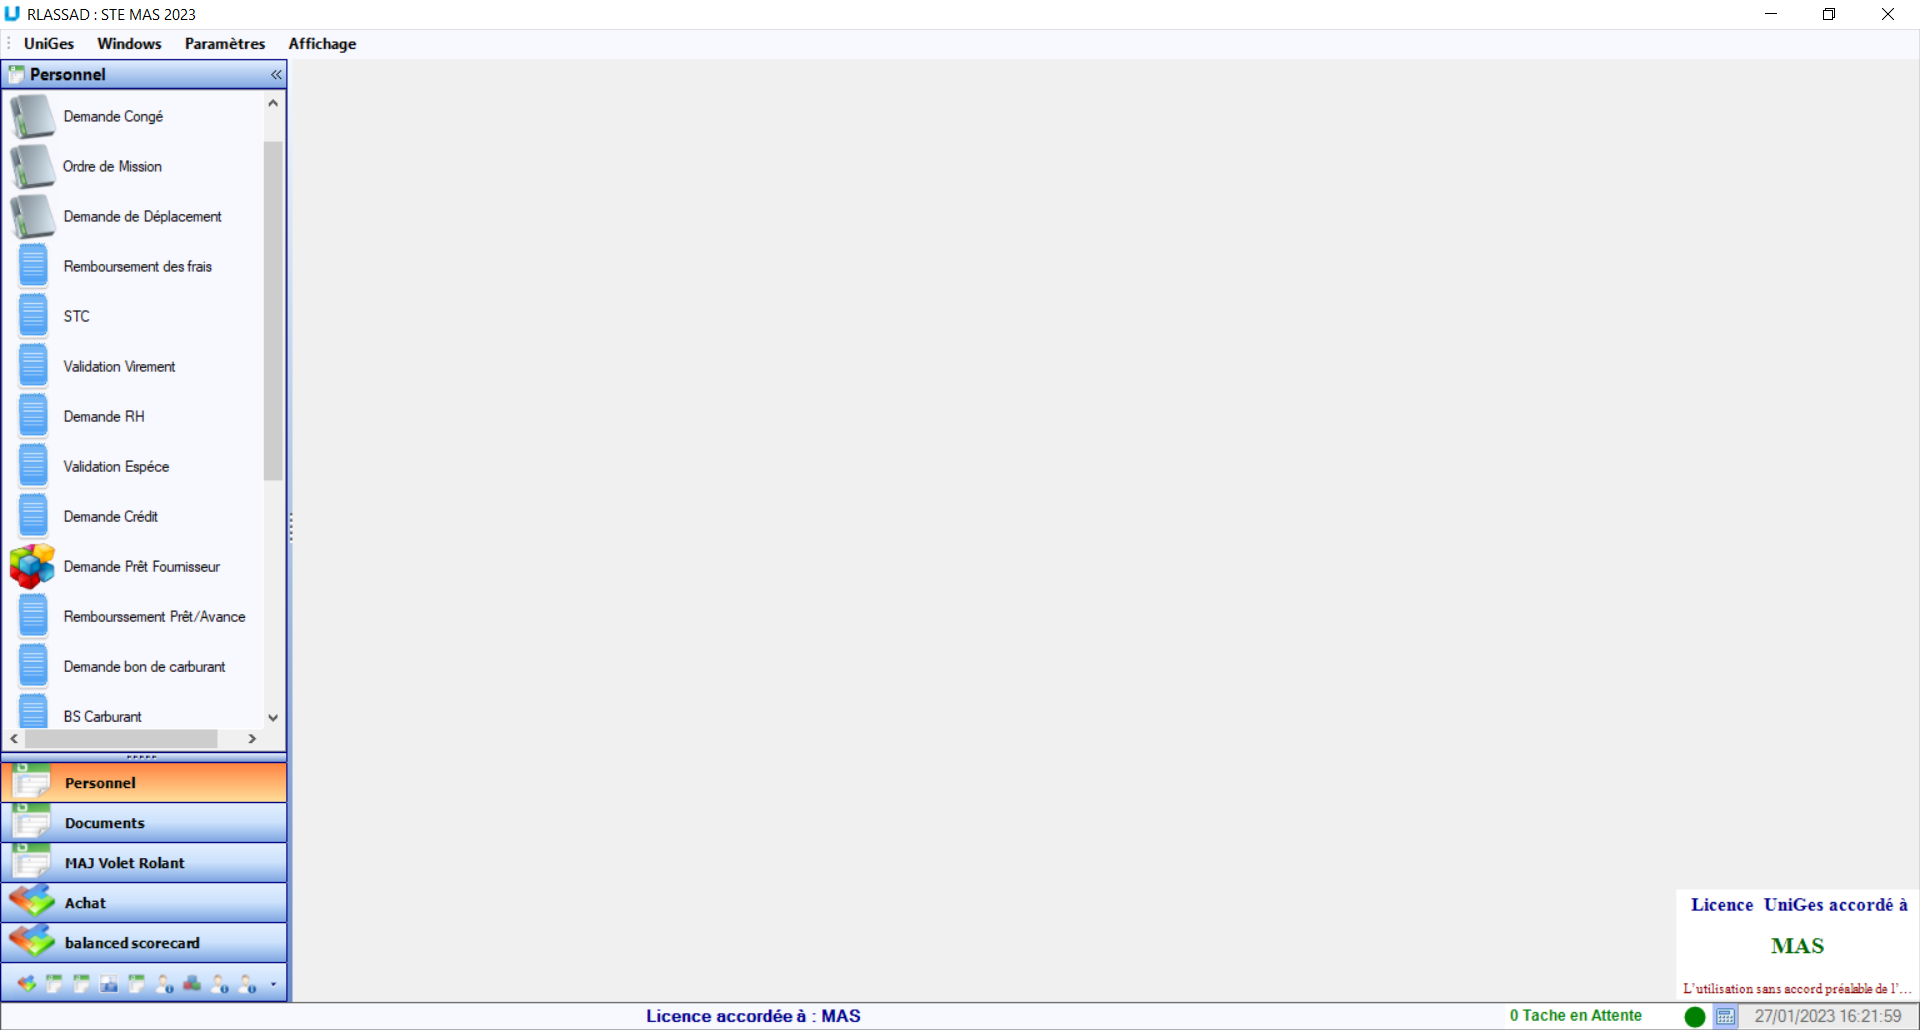 RLASSAD : STE MAS 2023
UniGes Windows Paramètres Affichage
Personnel
Demande Congé
Ordre de Mission
Demande de Déplacement
Remboursement des frais
STC
Validation Virement
Demande RH
Validation Espéce
Demande Crédit
Demande Prêt Fournisseur
Rembourssement Prêt/Avance
Demande bon de carburant
BS Carburant
Personnel
Documents
MAJ Volet Rolant
Achat
balanced scorecard
Licence UniGes accordé à
MAS
L'utilisation sans accord préalable de l'...
Licence accordée à : MAS
0 Tache en Attente
27/01/2023 16:21:59